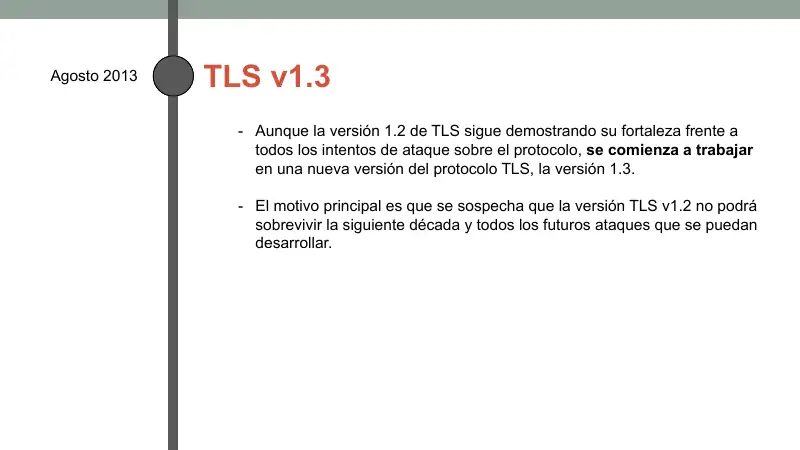 Agosto 2013
TLS v1.3
- Aunque la versión 1.2 de TLS sigue demostrando su fortaleza frente a
todos los intentos de ataque sobre el protocolo, se comienza a trabajar
en una nueva versión del protocolo TLS, la versión 1.3.
- El motivo principal es que se sospecha que la versión TLS v1.2 no podrá
sobrevivir la siguiente década y todos los futuros ataques que se puedan
desarrollar.